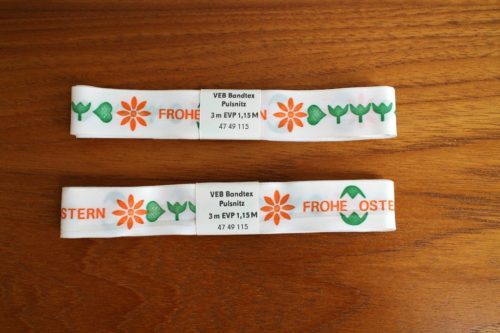 FROHE
VEB Bandtex
Pulsnitz
3 m EVP 1,15 M
47 49 115
STERN
VEB Bandtex
Pulsnitz
3 m EVP 1,15 M
47 49 115
FROHE OSTE